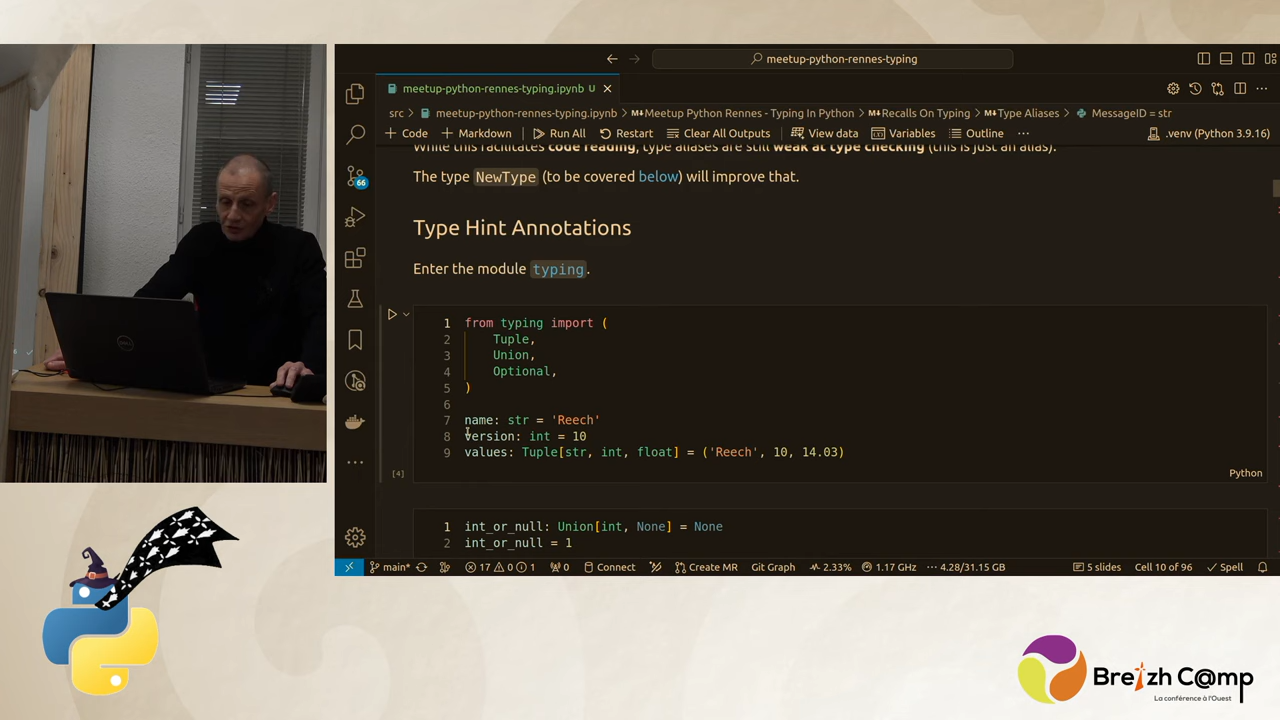 meetup-python-rennes-typing
meetup-python-rennes-typing.ipynb U
src > meetup-python-rennes-typing.ipynb > Meetup Python Rennes - Typing In Python > Recalls On Typing > Type Aliases > MessageID = str
+ Code + Markdown Run All Restart Clear All Outputs View data Variables Outline ... .venv (Python 3.9.16)
While this facilitates code reading, type aliases are still weak at type checking (this is just an alias).
The type NewType (to be covered below) will improve that.
Type Hint Annotations
Enter the module typing.
1 from typing import (
2 Tuple,
3 Union,
4 Optional,
5 )
6
7 name: str = 'Reech'
8 version: int = 10
9 values: Tuple[str, int, float] = ('Reech', 10, 14.03)
[4]
Python
1 int_or_null: Union[int, None] = None
2 int_or_null = 1
66
main* 17 0 1 0 Connect Create MR Git Graph 2.33% 1.17 GHz 4.28/31.15 GB 5 slides Cell 10 of 96 Spell
DELL
Breizh C@mp
La conférence à l'Ouest